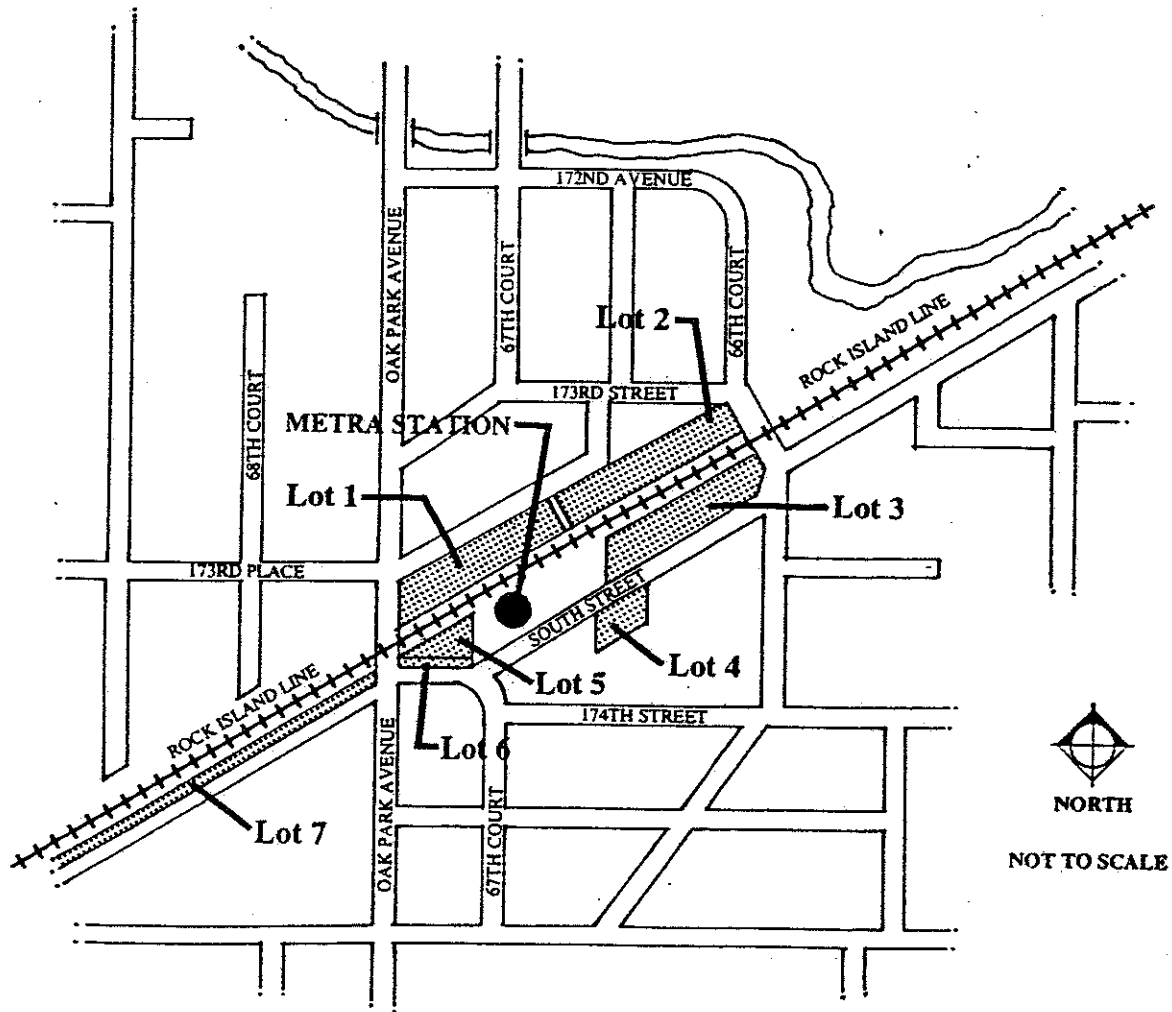 172ND AVENUE
OAK PARK AVENUE
67TH COURT
66TH COURT
Lot 2
ROCK ISLAND LINE
173RD STREET
68TH COURT
METRA STATION
Lot 1
Lot 3
173RD PLACE
SOUTH STREET
Lot 4
Lot 5
ROCK ISLAND LINE
174TH STREET
Lot 6
OAK PARK AVENUE
67TH COURT
Lot 7
NORTH
NOT TO SCALE